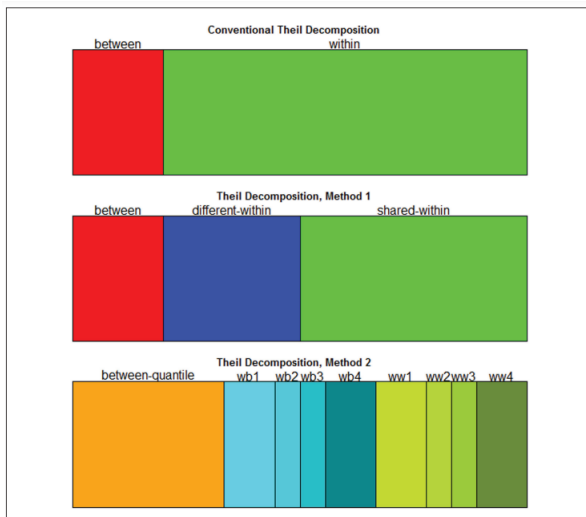 Conventional Theil Decomposition
between within
Theil Decomposition, Method 1
between different-within shared-within
Theil Decomposition, Method 2
between-quantile wb1 wb2 wb3 wb4 ww1 ww2 ww3 ww4